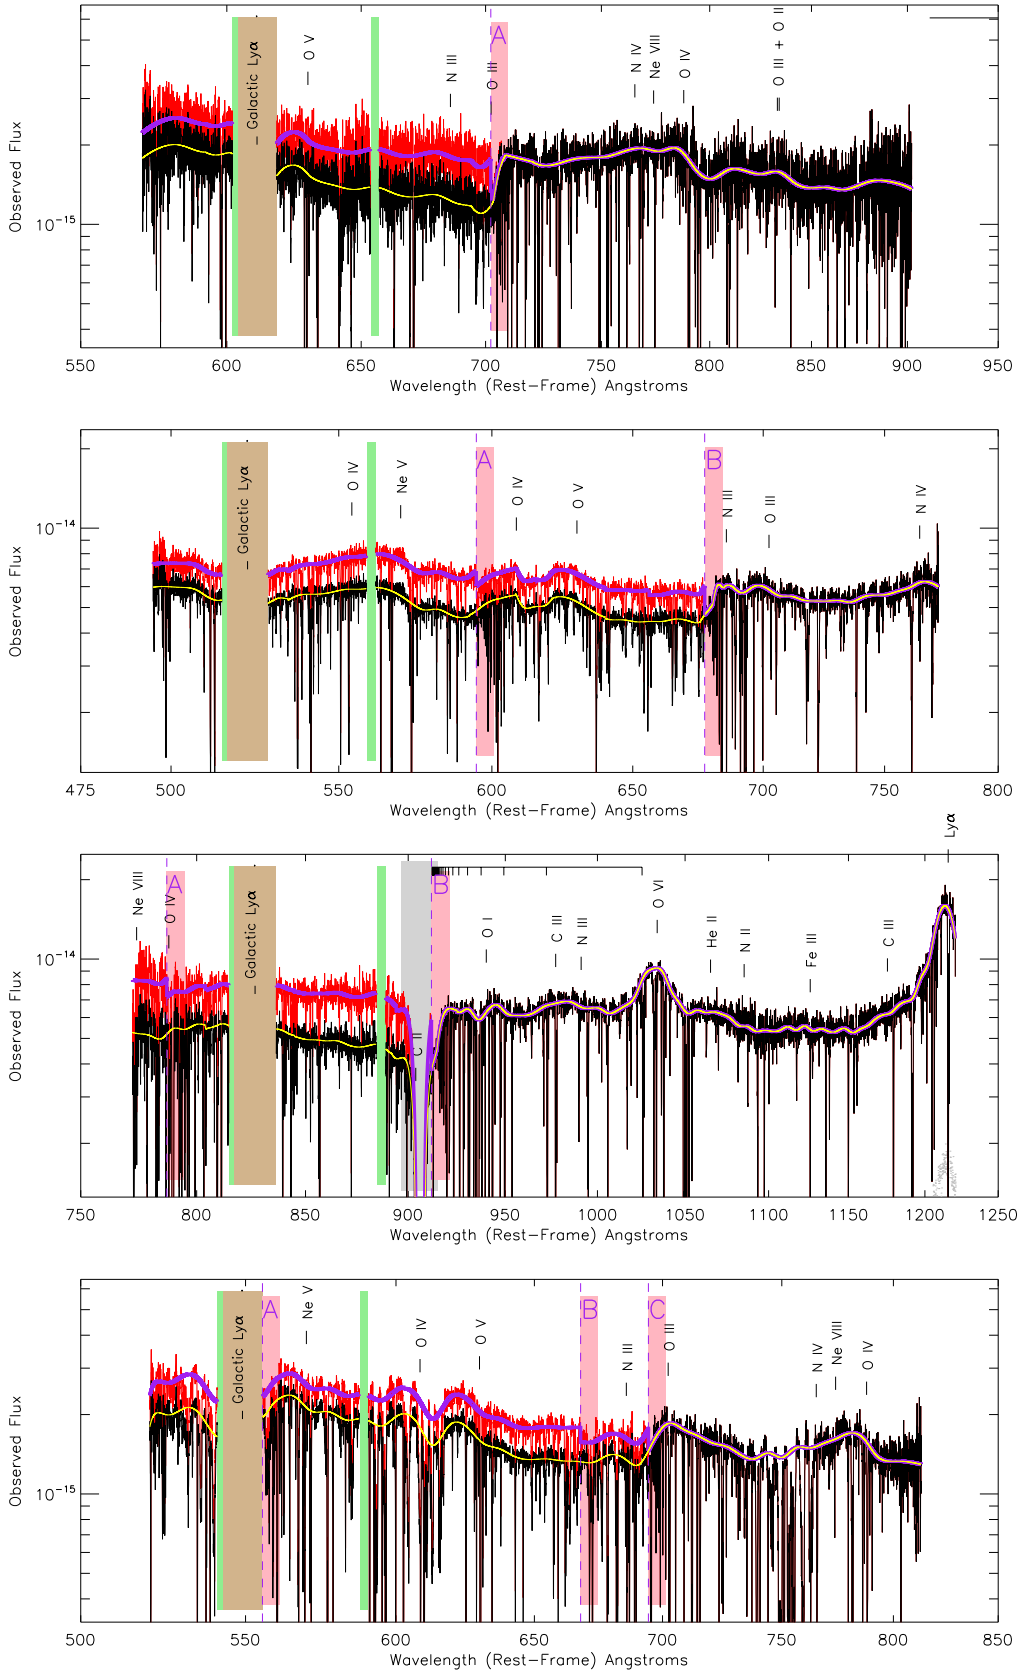 A
Galactic Lyα
O V
N III
O III
N IV
Ne VIII
O IV
O III + O II
Observed Flux
10⁻¹⁵
550 600 650 700 750 800 850 900 950
Wavelength (Rest-Frame) Angstroms
A
B
Galactic Lyα
O IV
Ne V
O IV
O V
N III
O III
N IV
Observed Flux
10⁻¹⁴
475 500 550 600 650 700 750 800
Wavelength (Rest-Frame) Angstroms
Lyα
A
B
Ne VIII
O IV
Galactic Lyα
C II
O I
C III
N III
O VI
He II
N II
Fe III
C III
Observed Flux
10⁻¹⁴
750 800 850 900 950 1000 1050 1100 1150 1200 1250
Wavelength (Rest-Frame) Angstroms
A
B
C
Galactic Lyα
Ne V
O IV
O V
N III
O III
N IV
Ne VIII
O IV
Observed Flux
10⁻¹⁵
500 550 600 650 700 750 800 850
Wavelength (Rest-Frame) Angstroms